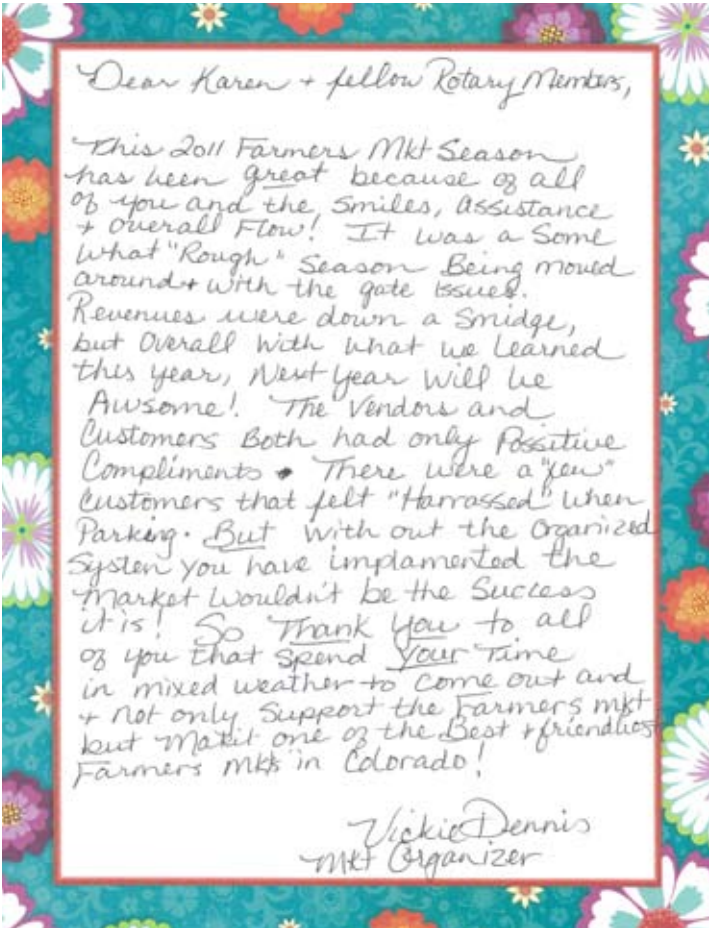 Dear Karen + fellow Rotary Members,
This 2011 Farmers Mkt Season
has been great because of all
of you and the, Smiles, assistance
+ overall Flow! It was a Some
what "Rough" Season Being moved
around + with the gate issues.
Revenues were down a Smidge,
but Overall With what we Learned
this year, Next Year Will be
Awsome! The Vendors and
Customers Both had only Possitive
Compliments. There were a "few"
Customers that felt "Harrassed" when
Parking. But With out the Organized
System you have implamented the
Market Wouldn't be the Success
it is! So Thank You to all
of you that Spend Your Time
in mixed weather to Come out and
+ not only Support the Farmers mkt
but Makit one of the Best + friendliest
Farmers mkts in Colorado!
Vickie Dennis
Mkt Organizer